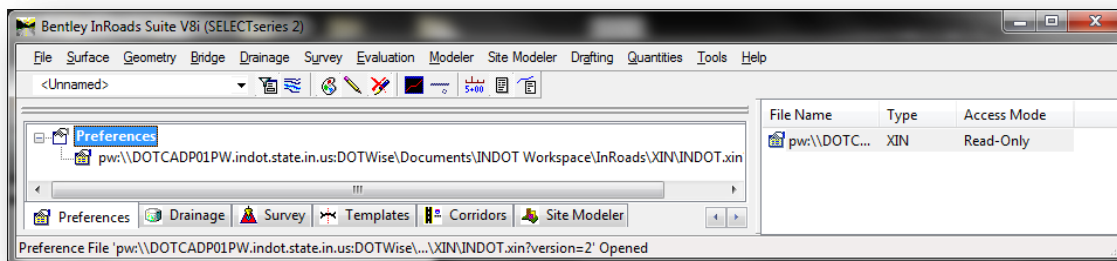 Bentley InRoads Suite V8i (SELECTseries 2)
File Surface Geometry Bridge Drainage Survey Evaluation Modeler Site Modeler Drafting Quantities Tools Help
<Unnamed> 5+00
File Name Type Access Mode
Preferences
pw:\\DOTC... XIN Read-Only
pw:\\DOTCADP01PW.indot.state.in.us:DOTWise\Documents\INDOT Workspace\InRoads\XIN\INDOT.xin
Preferences Drainage Survey Templates Corridors Site Modeler
Preference File 'pw:\\DOTCADP01PW.indot.state.in.us:DOTWise\...\XIN\INDOT.xin?version=2' Opened